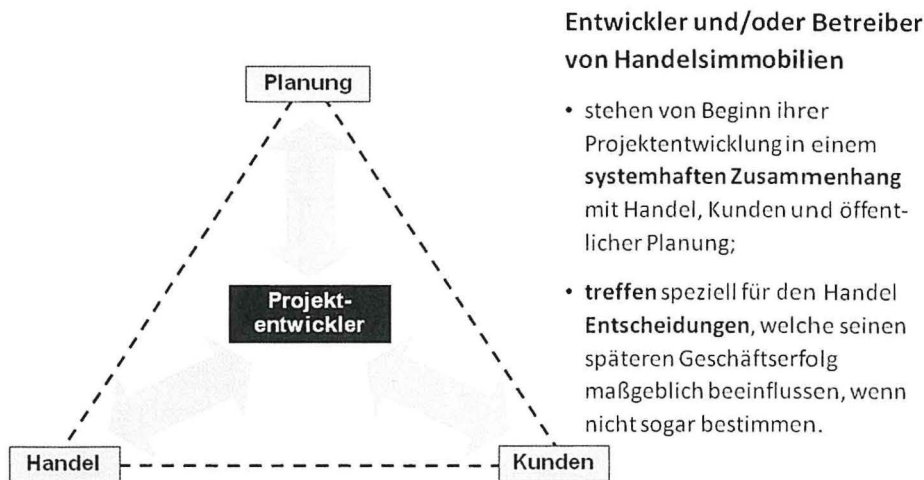 Entwickler und/oder Betreiber
von Handelsimmobilien
• stehen von Beginn ihrer
Projektentwicklung in einem
systemhaften Zusammenhang
mit Handel, Kunden und öffent-
licher Planung;
• treffen speziell für den Handel
Entscheidungen, welche seinen
späteren Geschäftserfolg
maßgeblich beeinflussen, wenn
nicht sogar bestimmen.
Planung
Projekt-
entwickler
Handel
Kunden